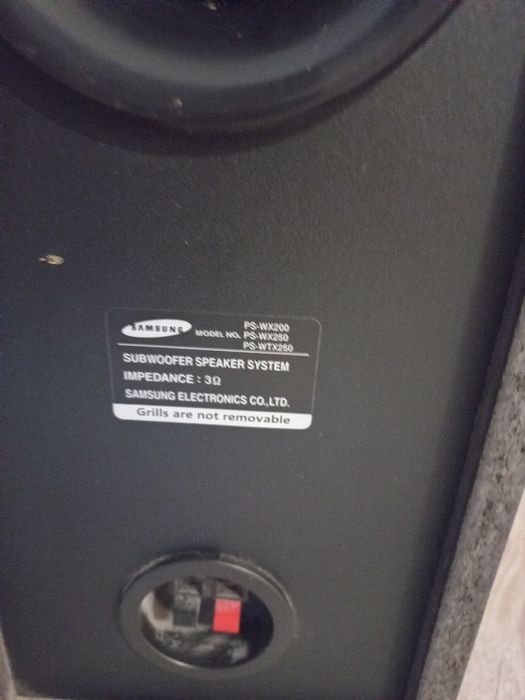 SAMSUNG
PS-WX200
MODEL NO. PS-WX250
PS-WTX250
SUBWOOFER SPEAKER SYSTEM
IMPEDANCE : 3Ω
SAMSUNG ELECTRONICS CO.,LTD.
Grills are not removable